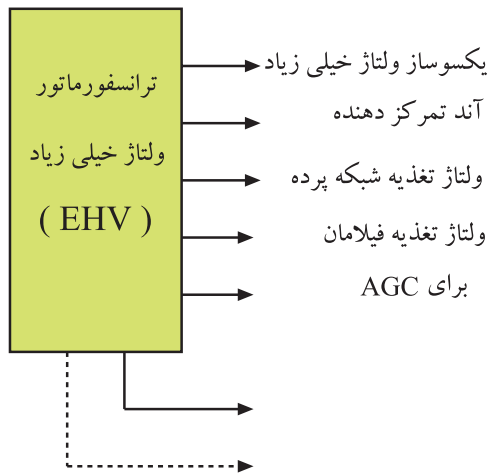 ترانسفورماتور
ولتاژ خیلی زیاد
( EHV )
یکسوساز ولتاژ خیلی زیاد
آند تمرکز دهنده
ولتاژ تغذیه شبکه پرده
ولتاژ تغذیه فیلامان
برای AGC